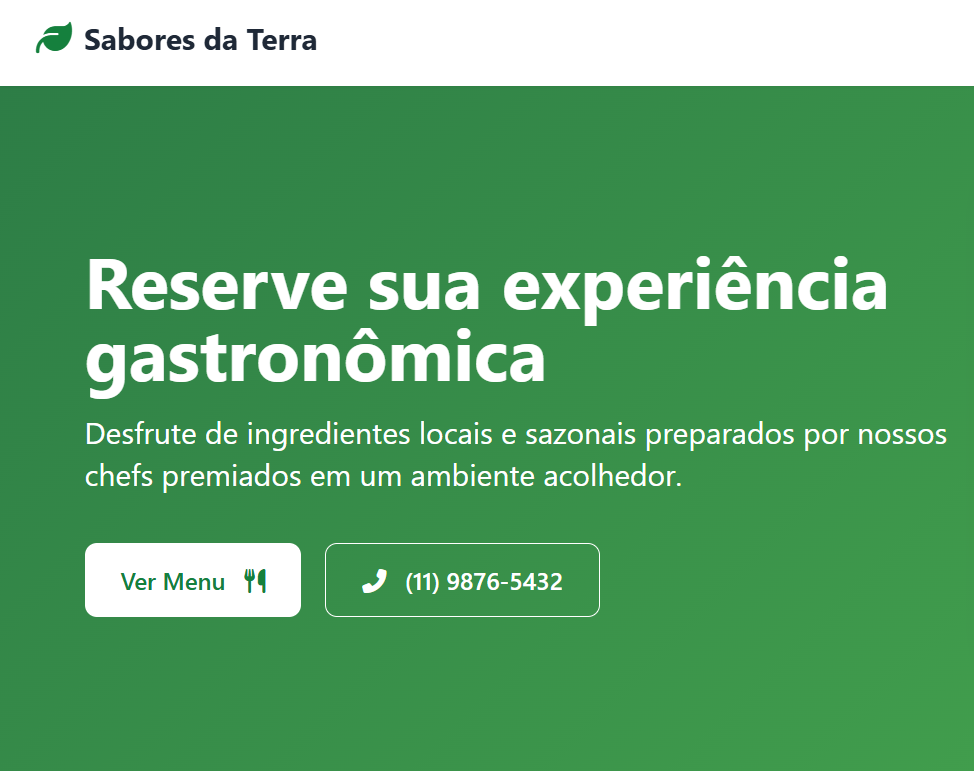 Sabores da Terra
Reserve sua experiência
gastronômica
Desfrute de ingredientes locais e sazonais preparados por nossos
chefs premiados em um ambiente acolhedor.
Ver Menu
(11) 9876-5432